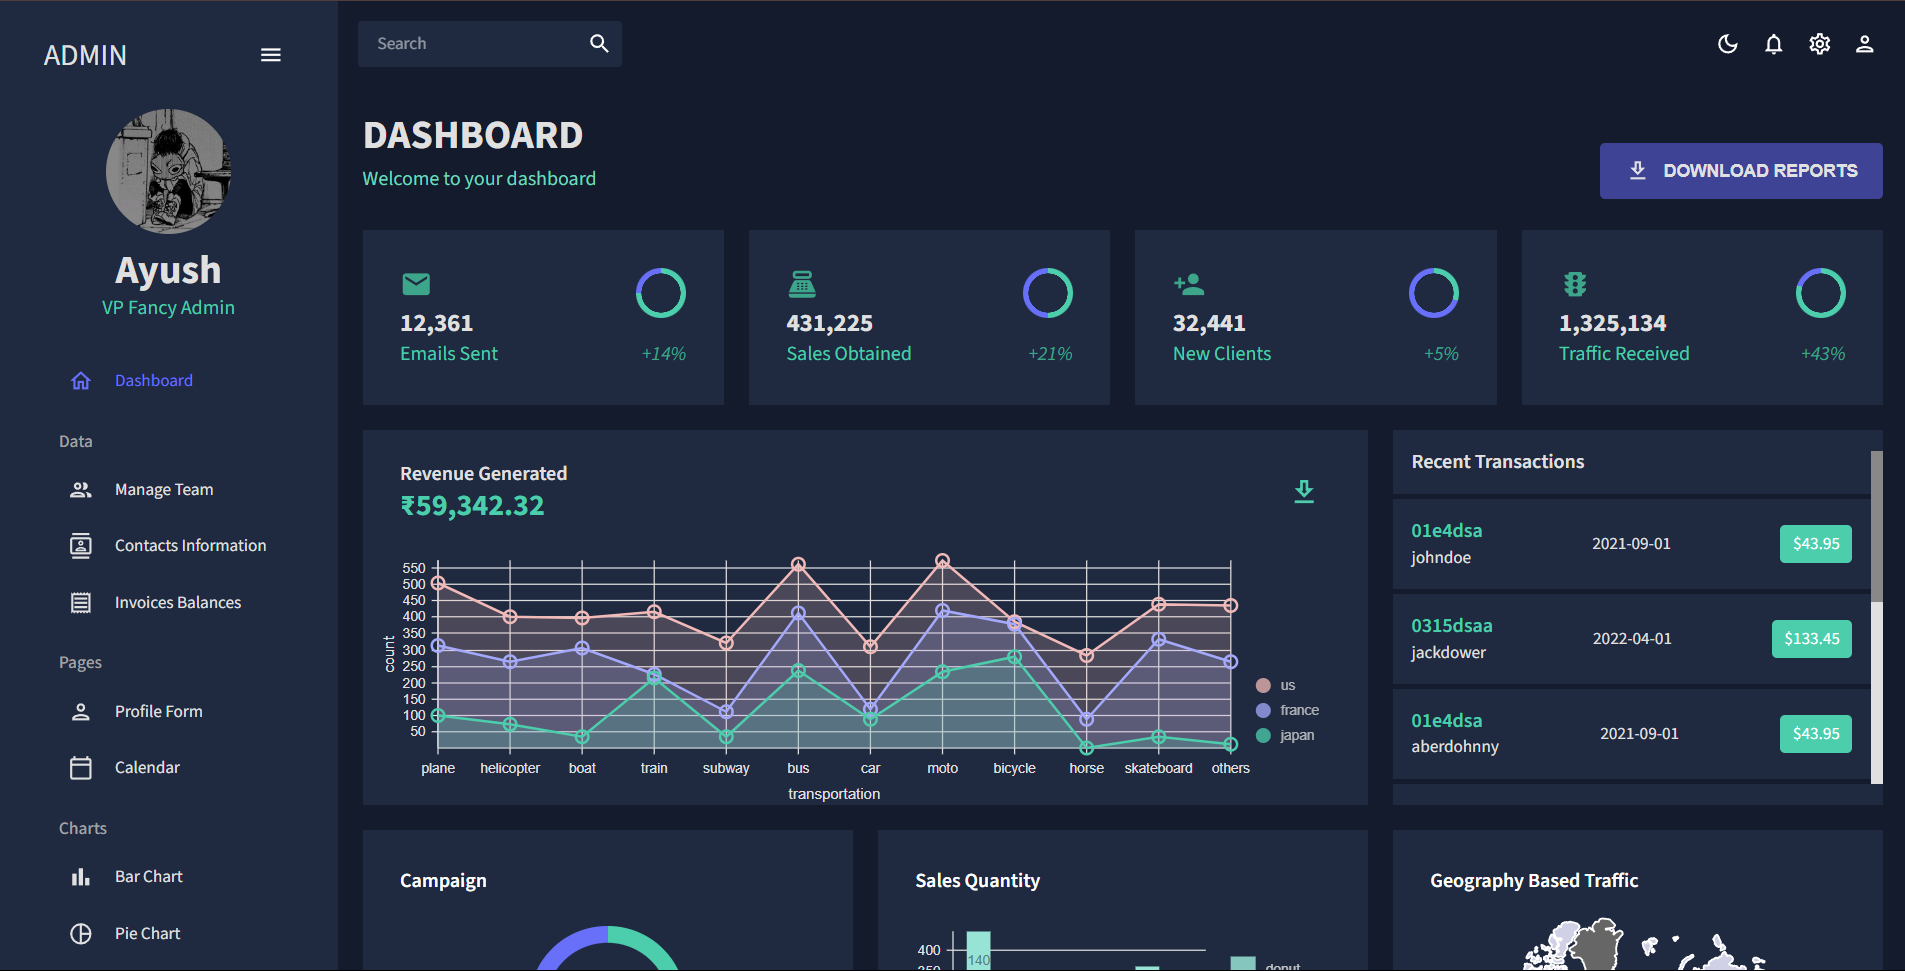 ADMIN
Search
Ayush
VP Fancy Admin
Dashboard
Data
Manage Team
Contacts Information
Invoices Balances
Pages
Profile Form
Calendar
Charts
Bar Chart
Pie Chart
DASHBOARD
Welcome to your dashboard
DOWNLOAD REPORTS
12,361
Emails Sent
+14%
431,225
Sales Obtained
+21%
32,441
New Clients
+5%
1,325,134
Traffic Received
+43%
Revenue Generated
₹59,342.32
550
500
450
400
350
300
250
200
150
100
50
count
plane helicopter boat train subway bus car moto bicycle horse skateboard others
transportation
us
france
japan
Recent Transactions
01e4dsa
johndoe
2021-09-01
$43.95
0315dsaa
jackdower
2022-04-01
$133.45
01e4dsa
aberdohnny
2021-09-01
$43.95
Campaign
Sales Quantity
400
140
350
donut
Geography Based Traffic